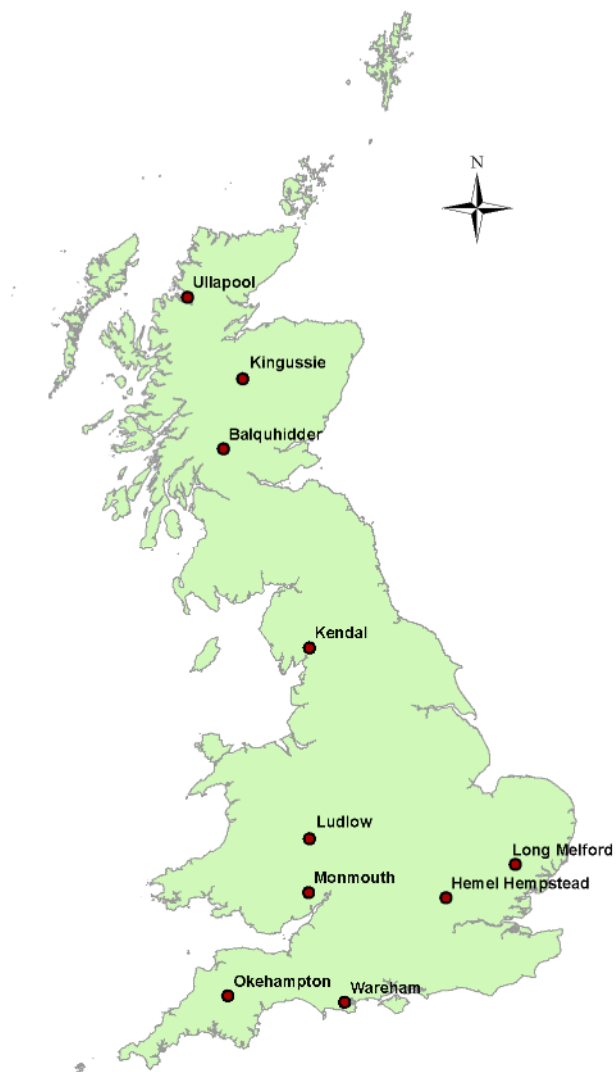 N
Ullapool
Kingussie
Balquhidder
Kendal
Ludlow
Long Melford
Monmouth
Hemel Hempstead
Okehampton
Wareham